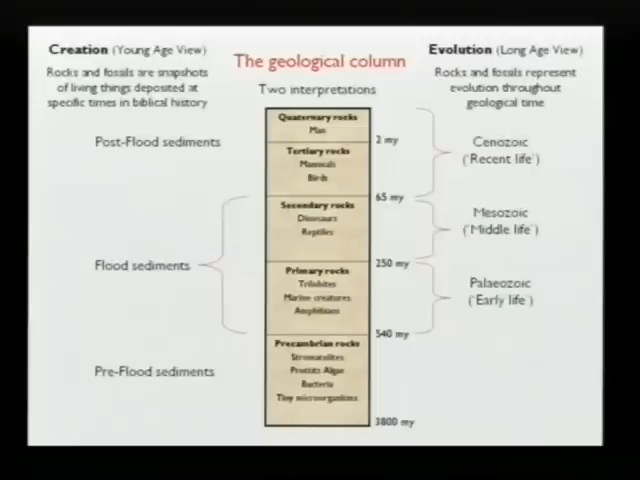 Creation (Young Age View)
Rocks and fossils are snapshots
of living things deposited at
specific times in biblical history
The geological column
Two interpretations
Evolution (Long Age View)
Rocks and fossils represent
evolution throughout
geological time
Post-Flood sediments
Flood sediments
Pre-Flood sediments
Quaternary rocks
Man
2 my
Tertiary rocks
Mammals
Birds
65 my
Secondary rocks
Dinosaurs
Reptiles
250 my
Primary rocks
Trilobites
Marine creatures
Amphibians
540 my
Precambrian rocks
Stromatolites
Protists Algae
Bacteria
Tiny microorganisms
3800 my
Cenozoic
('Recent life')
Mesozoic
('Middle life')
Palaeozoic
('Early life')